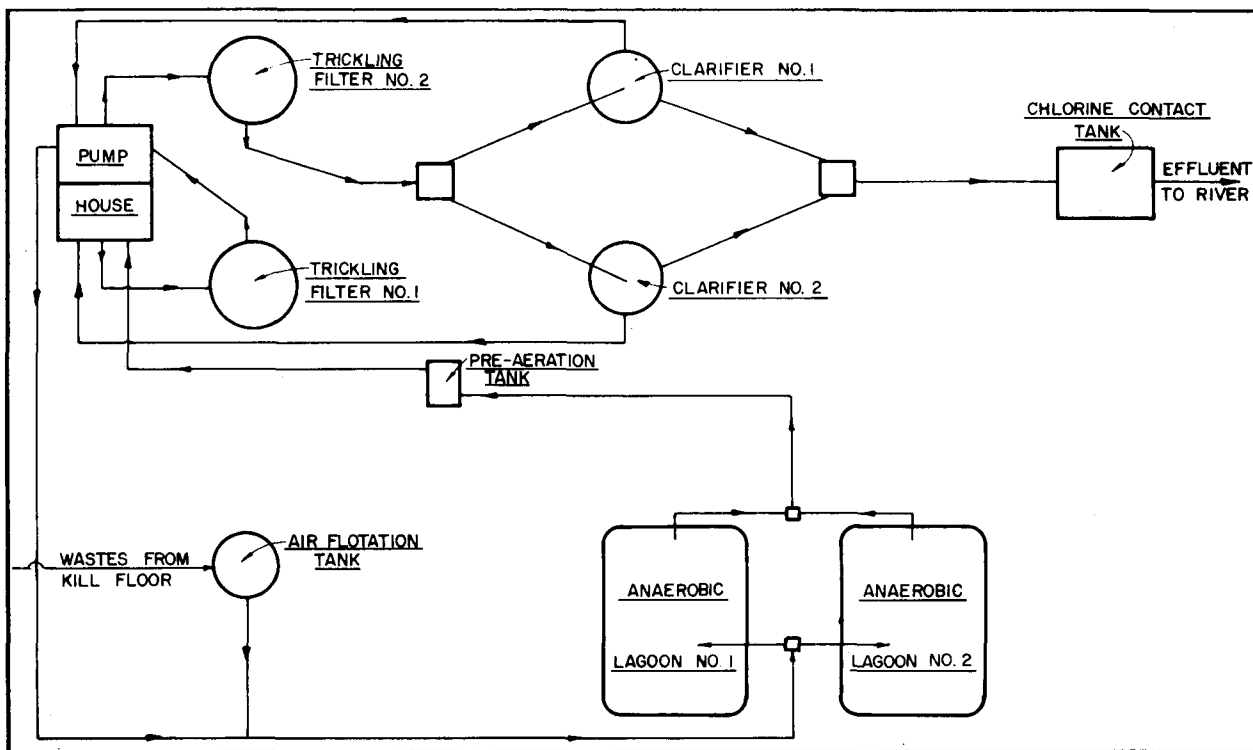 TRICKLING
FILTER NO. 2
CLARIFIER NO. 1
CHLORINE CONTACT
TANK
PUMP
HOUSE
EFFLUENT
TO RIVER
TRICKLING
FILTER NO. 1
CLARIFIER NO. 2
PRE-AERATION
TANK
WASTES FROM
KILL FLOOR
AIR FLOTATION
TANK
ANAEROBIC
LAGOON NO. 1
ANAEROBIC
LAGOON NO. 2